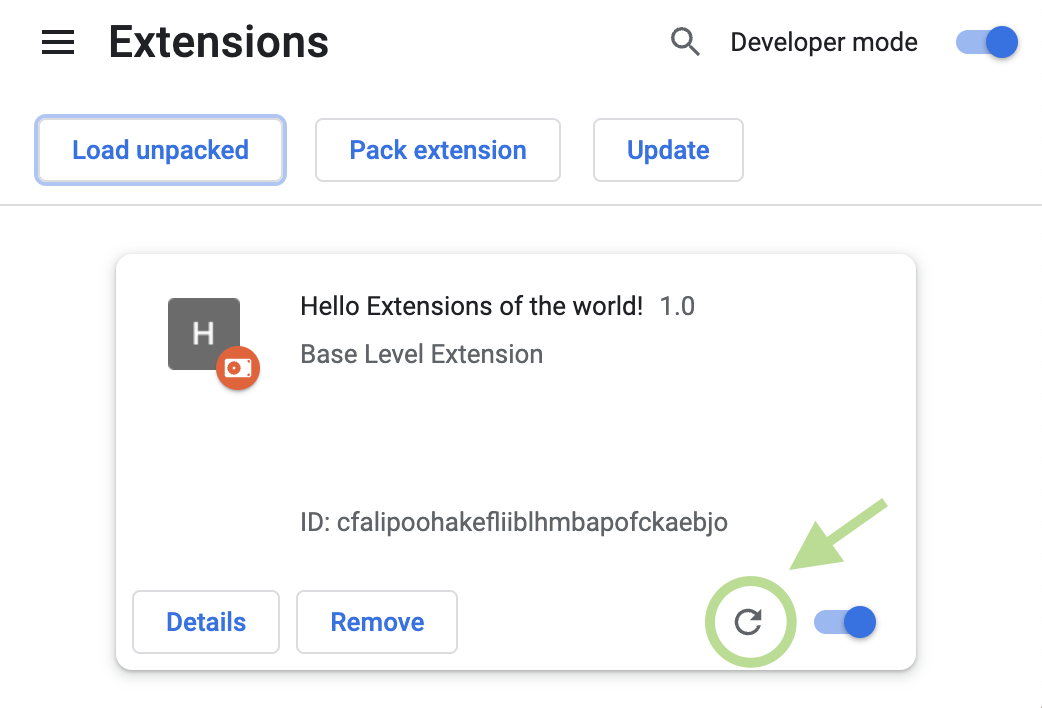 Extensions
Developer mode
Load unpacked
Pack extension
Update
H
Hello Extensions of the world! 1.0
Base Level Extension
ID: cfalipoohakefliiblhmbapofckaebjo
Details
Remove